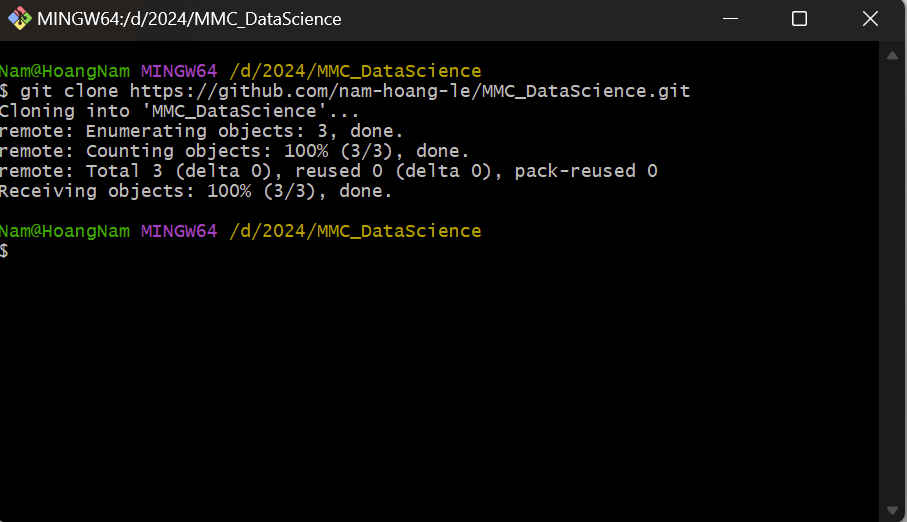 MINGW64:/d/2024/MMC_DataScience
Nam@HoangNam MINGW64 /d/2024/MMC_DataScience
$ git clone https://github.com/nam-hoang-le/MMC_DataScience.git
Cloning into 'MMC_DataScience'...
remote: Enumerating objects: 3, done.
remote: Counting objects: 100% (3/3), done.
remote: Total 3 (delta 0), reused 0 (delta 0), pack-reused 0
Receiving objects: 100% (3/3), done.
Nam@HoangNam MINGW64 /d/2024/MMC_DataScience
$